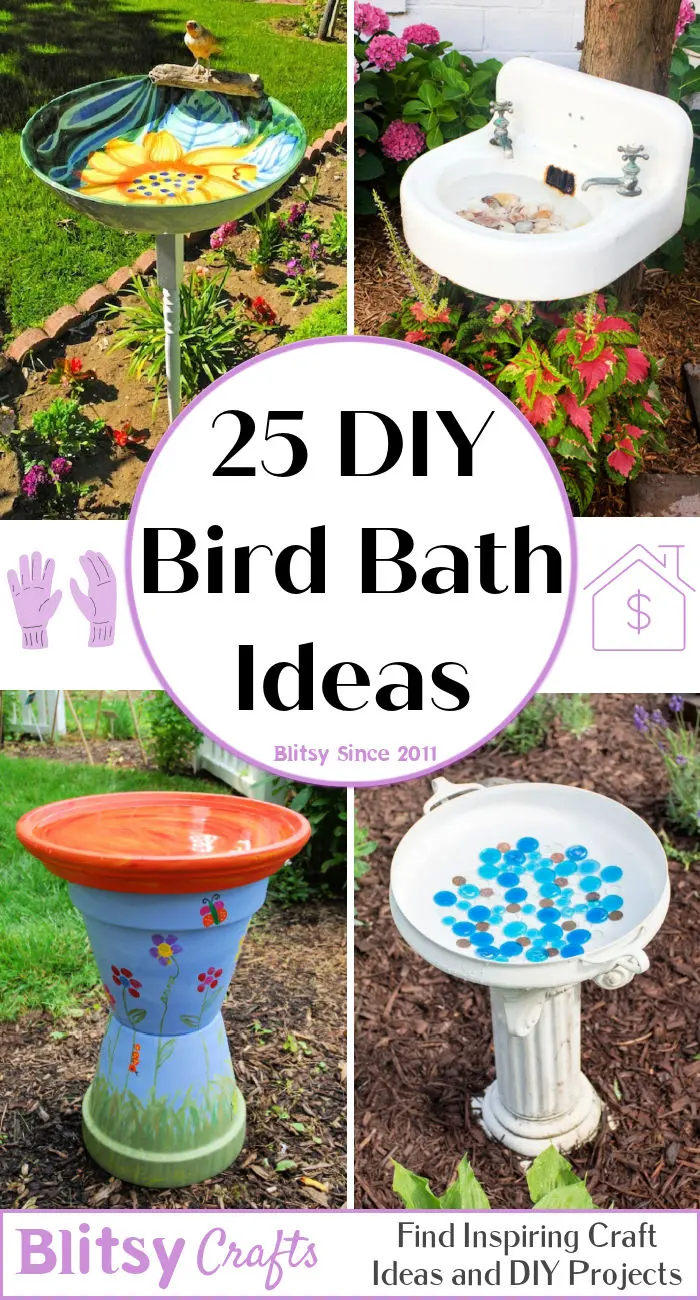 25 DIY
Bird Bath
Ideas
Blitsy Since 2011
$
Blitsy Crafts
Find Inspiring Craft
Ideas and DIY Projects